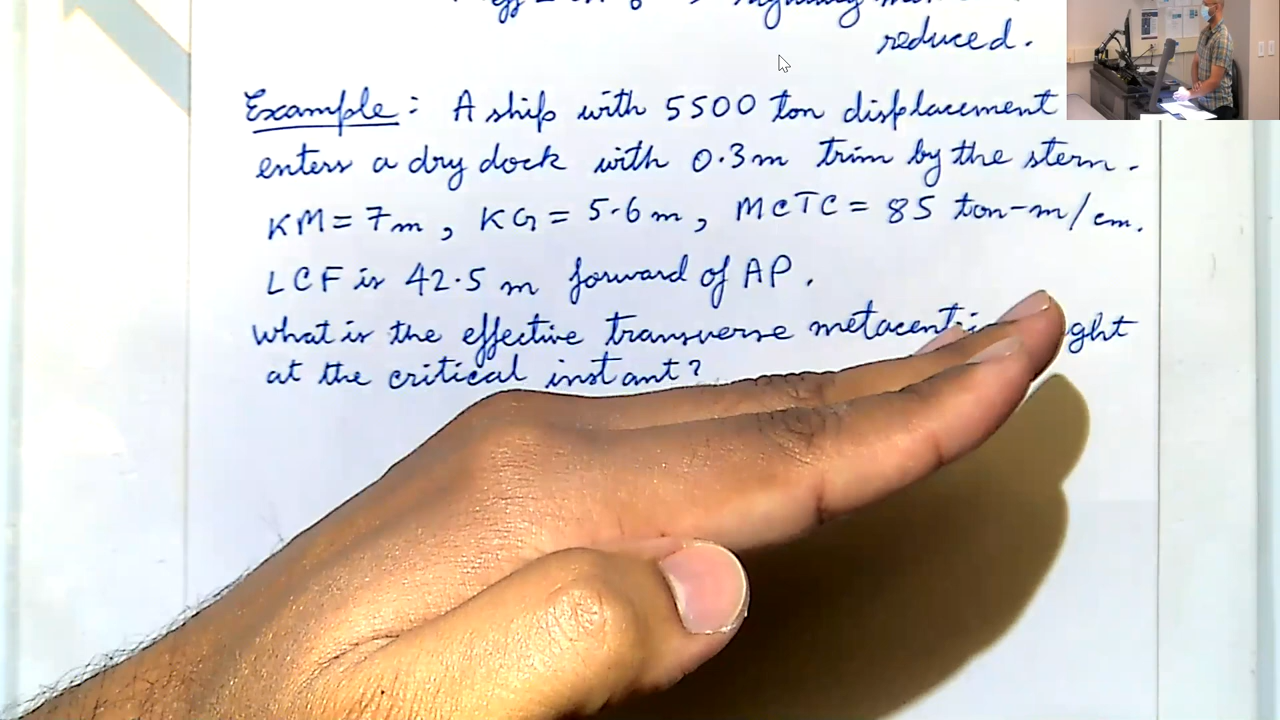 reduced.
Example: A ship with 5500 ton displacement
enters a dry dock with 0.3m trim by the stern.
KM = 7m, KG = 5.6m, MCTC = 85 ton-m/cm.
LCF is 42.5 m forward of AP.
What is the effective transverse metacentri ght
at the critical instant?